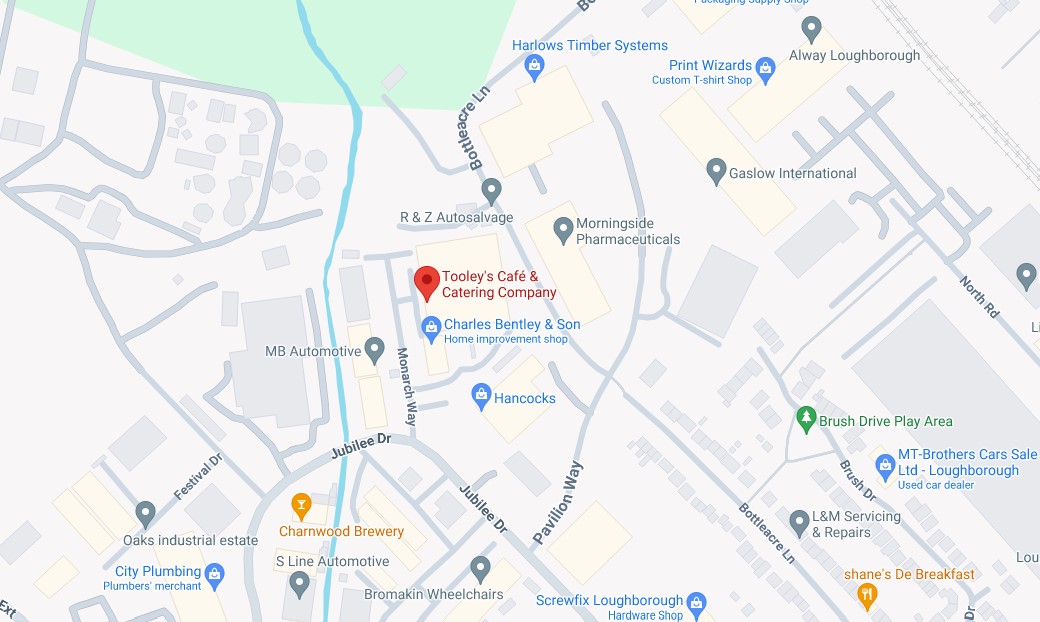 Packaging Supply Shop
Harlows Timber Systems
Alway Loughborough
Print Wizards
Custom T-shirt Shop
Bottleacre Ln
Gaslow International
R & Z Autosalvage
Morningside
Pharmaceuticals
Tooley's Café &
Catering Company
North Rd
Charles Bentley & Son
Home improvement shop
MB Automotive
Monarch Way
Hancocks
Brush Drive Play Area
Jubilee Dr
MT-Brothers Cars Sale
Ltd - Loughborough
Used car dealer
Festival Dr
Brush Dr
Jubilee Dr
Pavilion Way
Charnwood Brewery
Bottleacre Ln
L&M Servicing
& Repairs
Oaks industrial estate
S Line Automotive
City Plumbing
Plumbers' merchant
Bromakin Wheelchairs
shane's De Breakfast
Screwfix Loughborough
Hardware Shop
Lou
Ext
Dr